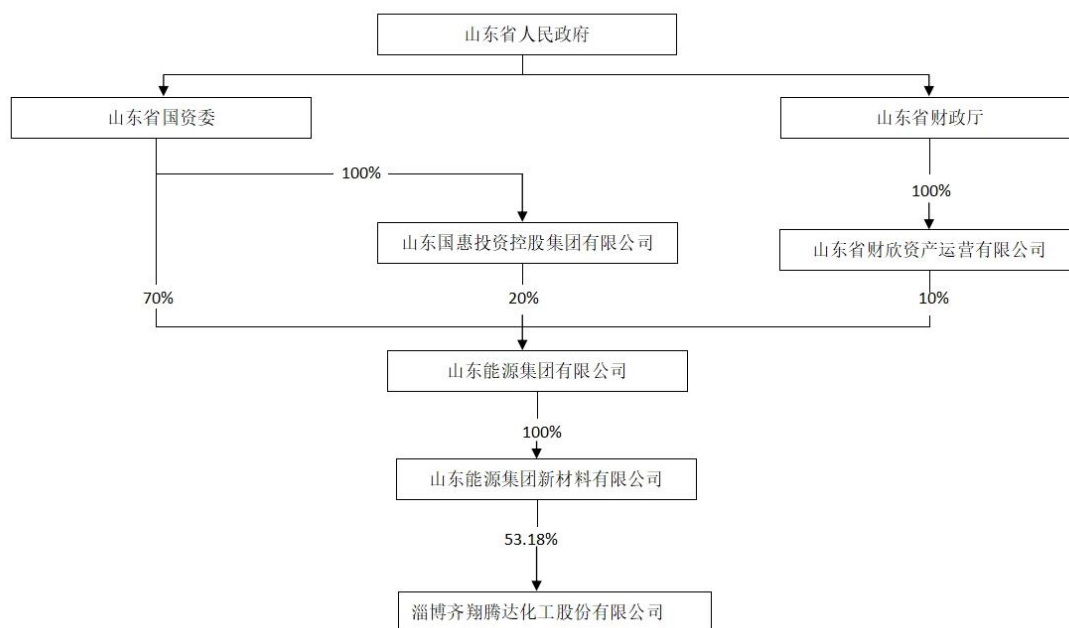 山东省人民政府
山东省国资委
山东省财政厅
100%
100%
山东国惠投资控股集团有限公司
山东省财欣资产运营有限公司
70%
20%
10%
山东能源集团有限公司
100%
山东能源集团新材料有限公司
53.18%
淄博齐翔腾达化工股份有限公司